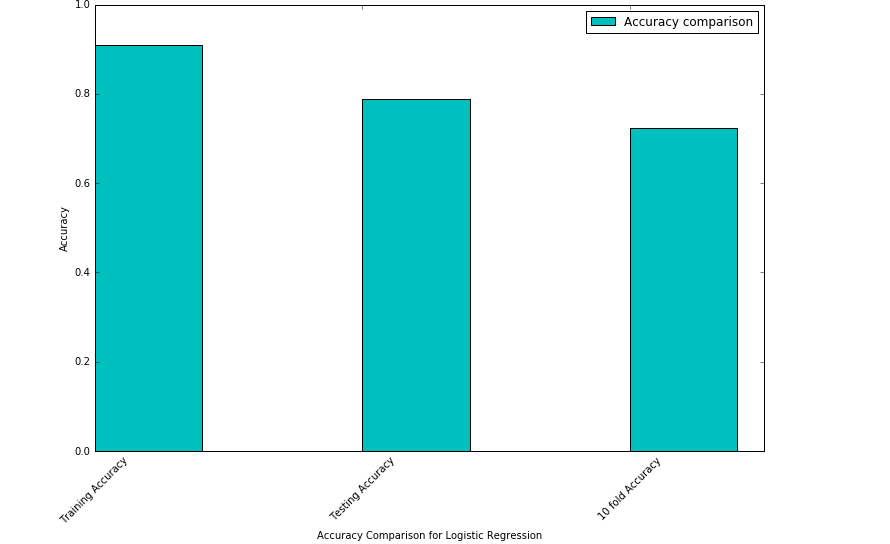 1.0
Accuracy comparison
0.8
0.6
Accuracy
0.4
0.2
0.0
Training Accuracy
Testing Accuracy
10 fold Accuracy
Accuracy Comparison for Logistic Regression